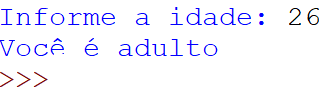 Informe a idade: 26
Você é adulto
>>>